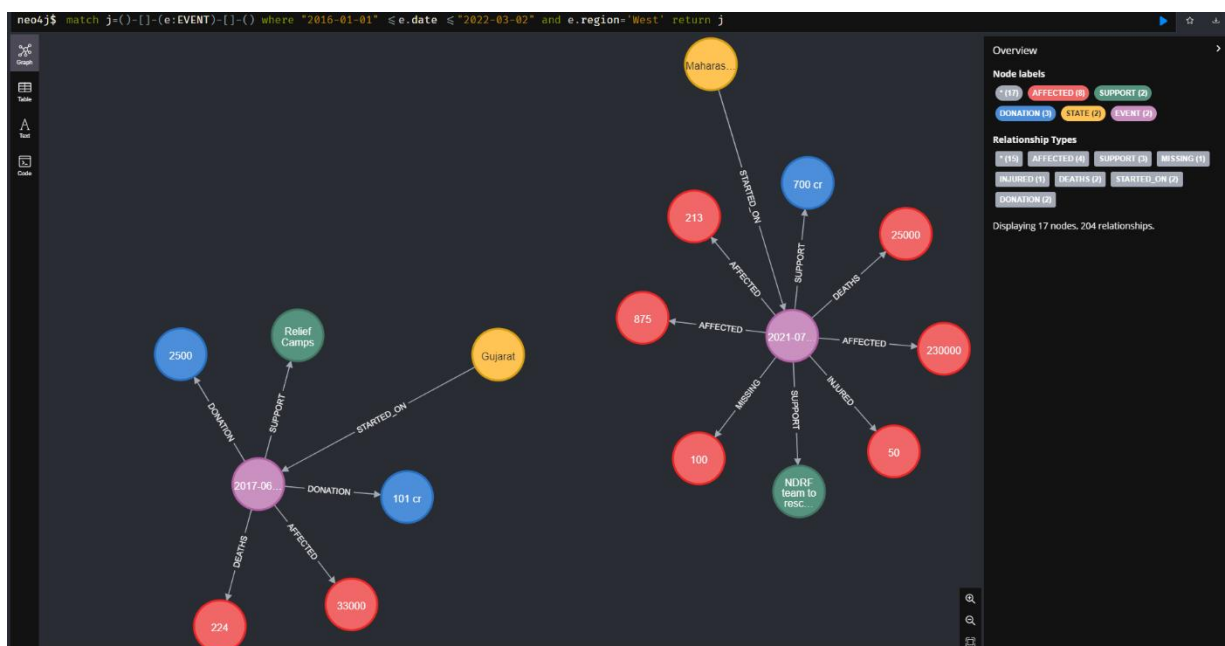 neo4j$ match j=()-[]-(e:EVENT)-[]-() where "2016-01-01" ≤e.date ≤"2022-03-02" and e.region='West' return j
Graph
Table
Text
Code
Maharas...
STARTED_ON
700 cr
SUPPORT
213
AFFECTED
25000
DEATHS
875
AFFECTED
2021-07...
AFFECTED
230000
MISSING
100
SUPPORT
NDRF
team to
resc...
INJURED
50
Relief
Camps
SUPPORT
2500
DONATION
Gujarat
STARTED_ON
2017-06...
DONATION
101 cr
DEATHS
224
AFFECTED
33000
Overview
Node labels
* (17) AFFECTED (8) SUPPORT (2)
DONATION (3) STATE (2) EVENT (2)
Relationship Types
* (15) AFFECTED (4) SUPPORT (3) MISSING (1)
INJURED (1) DEATHS (2) STARTED_ON (2)
DONATION (2)
Displaying 17 nodes, 204 relationships.